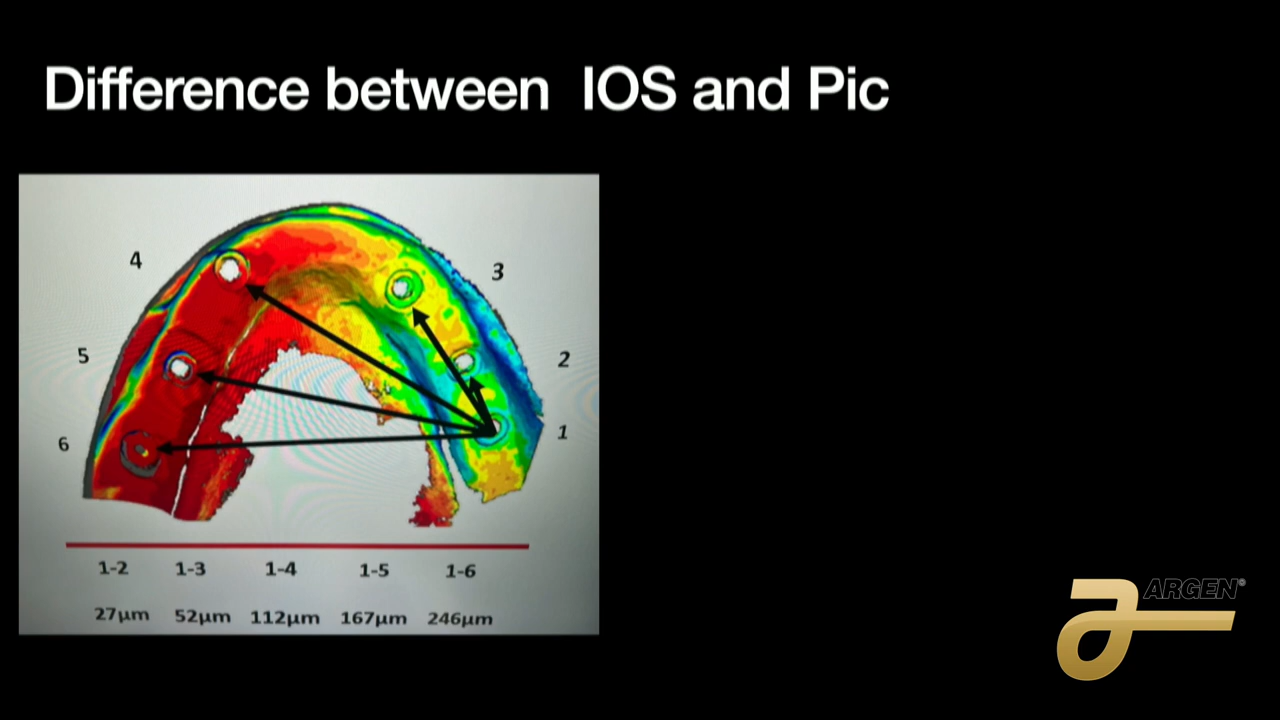 Difference between IOS and Pic
4
3
5
2
6
1
1-2 1-3 1-4 1-5 1-6
27µm 52µm 112µm 167µm 246µm
ARGEN®